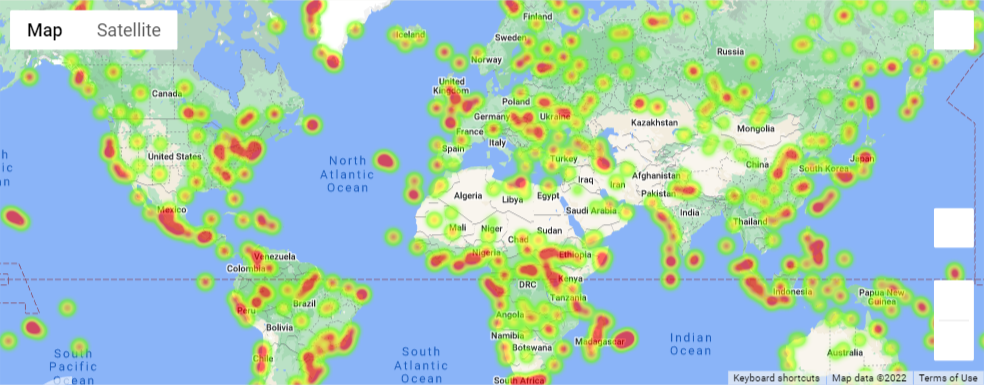 Map Satellite
Iceland
Finland
Sweden
Norway
Russia
Canada
United
Kingdom
Poland
Germany
Ukraine
France
Italy
Spain
Kazakhstan
Mongolia
United States
North
Atlantic
Ocean
Turkey
China
South Korea
Japan
Iraq
Iran
Afghanistan
Pakistan
Algeria
Libya
Egypt
Saudi Arabia
India
Mexico
Mali
Niger
Chad
Sudan
Thailand
Nigeria
Ethiopia
Venezuela
Colombia
DRC
Kenya
Indonesia
Papua New
Guinea
Brazil
Tanzania
Peru
Angola
Bolivia
Namibia
Botswana
Madagascar
Indian
Ocean
South
Pacific
Ocean
Chile
South
Atlantic
Ocean
Australia
South Africa
Keyboard shortcuts Map data ©2022 Terms of Use